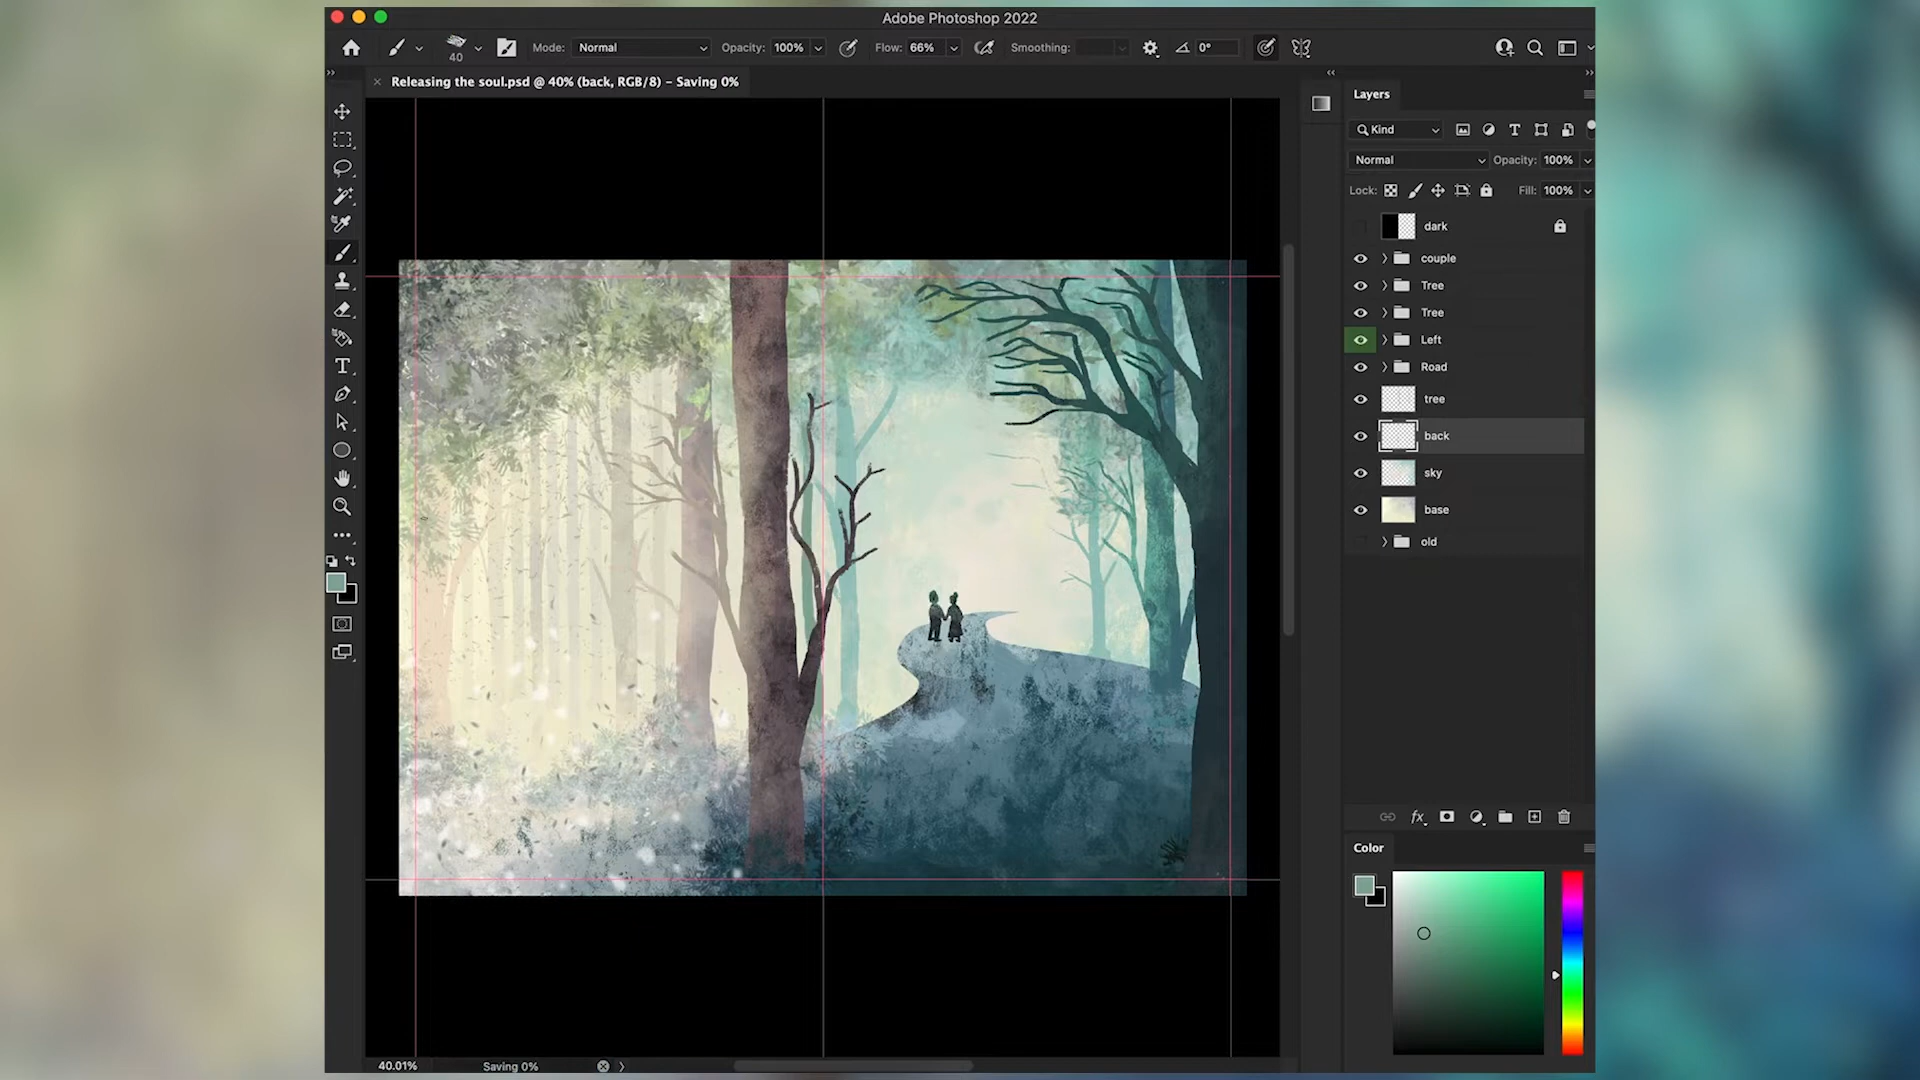 Adobe Photoshop 2022
40
Mode: Normal
Opacity: 100%
Flow: 66%
Smoothing:
0°
× Releasing the soul.psd @ 40% (back, RGB/8) – Saving 0%
Layers
Kind
Normal
Opacity: 100%
Lock:
Fill: 100%
dark
couple
Tree
Tree
Left
Road
tree
back
sky
base
old
fx
Color
40.01%
Saving 0%